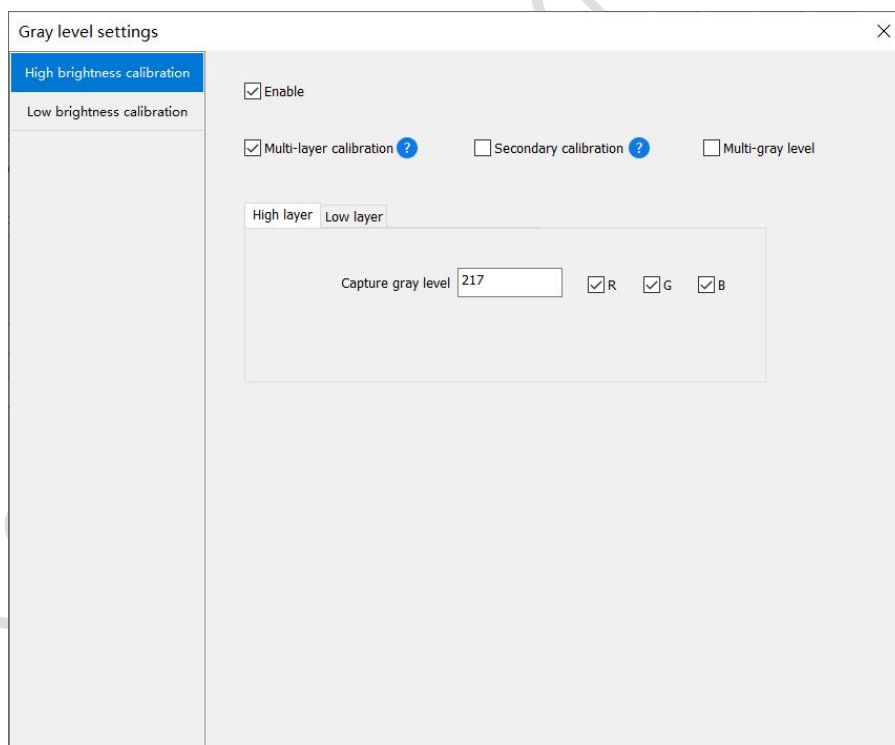 Gray level settings
High brightness calibration
Low brightness calibration
Enable
Multi-layer calibration ? Secondary calibration ? Multi-gray level
High layer Low layer
Capture gray level 217 R G B